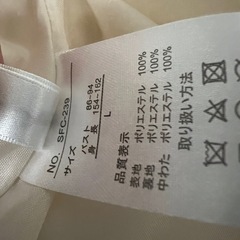 NO. SFC-239
サイズ
バスト 86-94
身長 154-162
L
品質表示
表地 ポリエステル 100%
裏地 ポリエステル 100%
中わた ポリエステル 100%
取り扱い方法